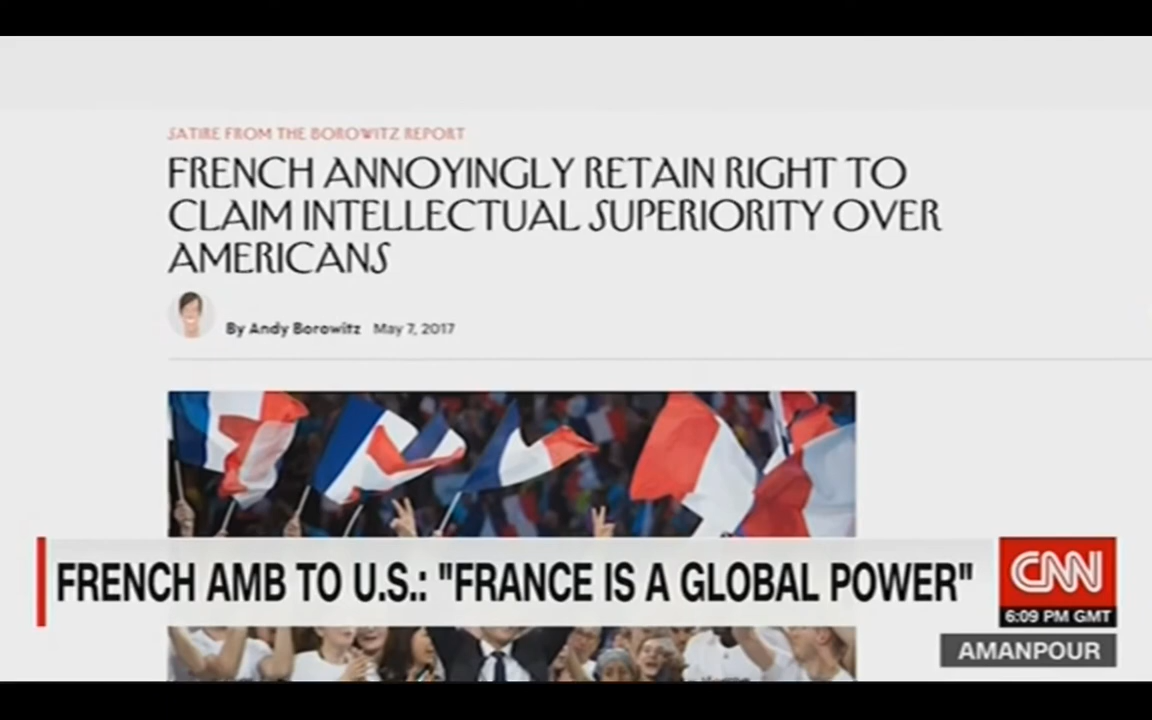 SATIRE FROM THE BOROWITZ REPORT
FRENCH ANNOYINGLY RETAIN RIGHT TO
CLAIM INTELLECTUAL SUPERIORITY OVER
AMERICANS
By Andy Borowitz May 7, 2017
FRENCH AMB TO U.S.: "FRANCE IS A GLOBAL POWER"
CNN
6:09 PM GMT
AMANPOUR